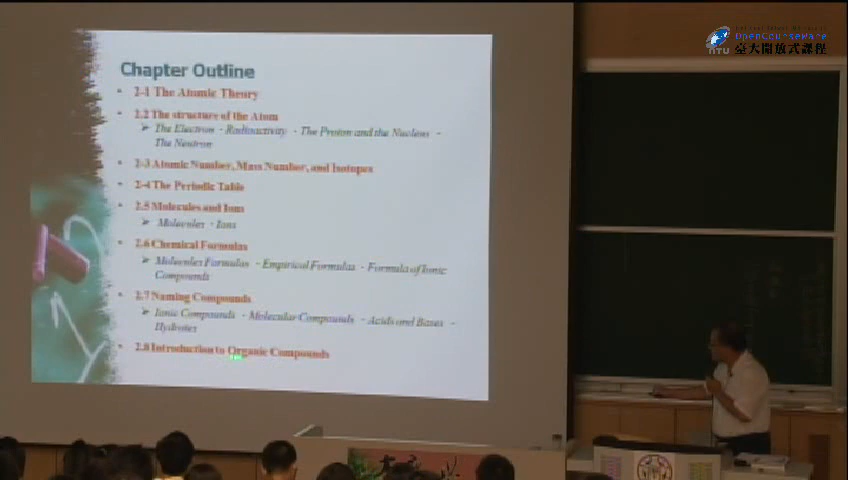 Chapter Outline
• 2-1 The Atomic Theory
• 2.2 The structure of the Atom
➢ The Electron - Radioactivity - The Proton and the Nucleus -
The Neutron
• 2-3 Atomic Number, Mass Number, and Isotopes
• 2-4 The Periodic Table
• 2.5 Molecules and Ions
➢ Molecules - Ions
• 2.6 Chemical Formulas
➢ Molecular Formulas - Empirical Formulas - Formula of Ionic
Compounds
• 2.7 Naming Compounds
➢ Ionic Compounds - Molecular Compounds - Acids and Bases -
Hydrates
• 2.8 Introduction to Organic Compounds
OpenCourseWare
NTU 臺大開放式課程